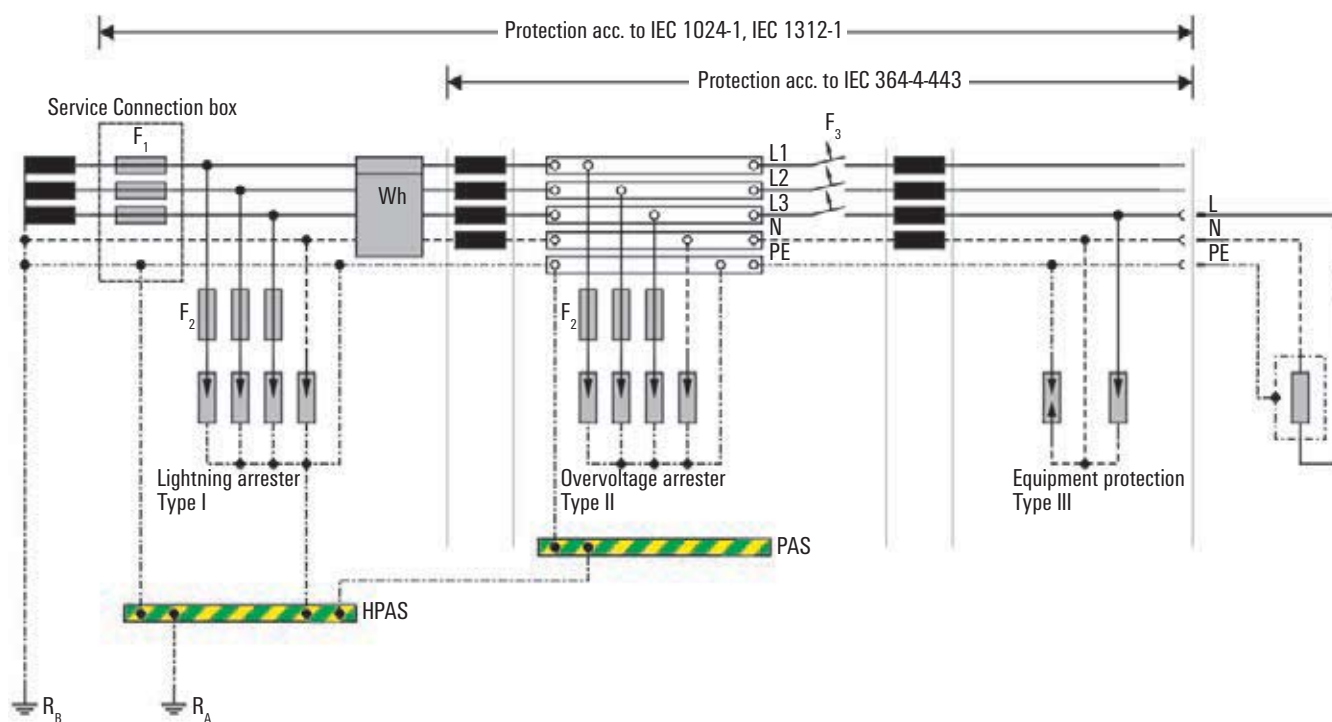 Protection acc. to IEC 1024-1, IEC 1312-1
Protection acc. to IEC 364-4-443
Service Connection box
F1
F3
L1
L2
L3
N
PE
Wh
L
N
PE
F2
F2
Lightning arrester
Type I
Overvoltage arrester
Type II
Equipment protection
Type III
PAS
HPAS
RB
RA